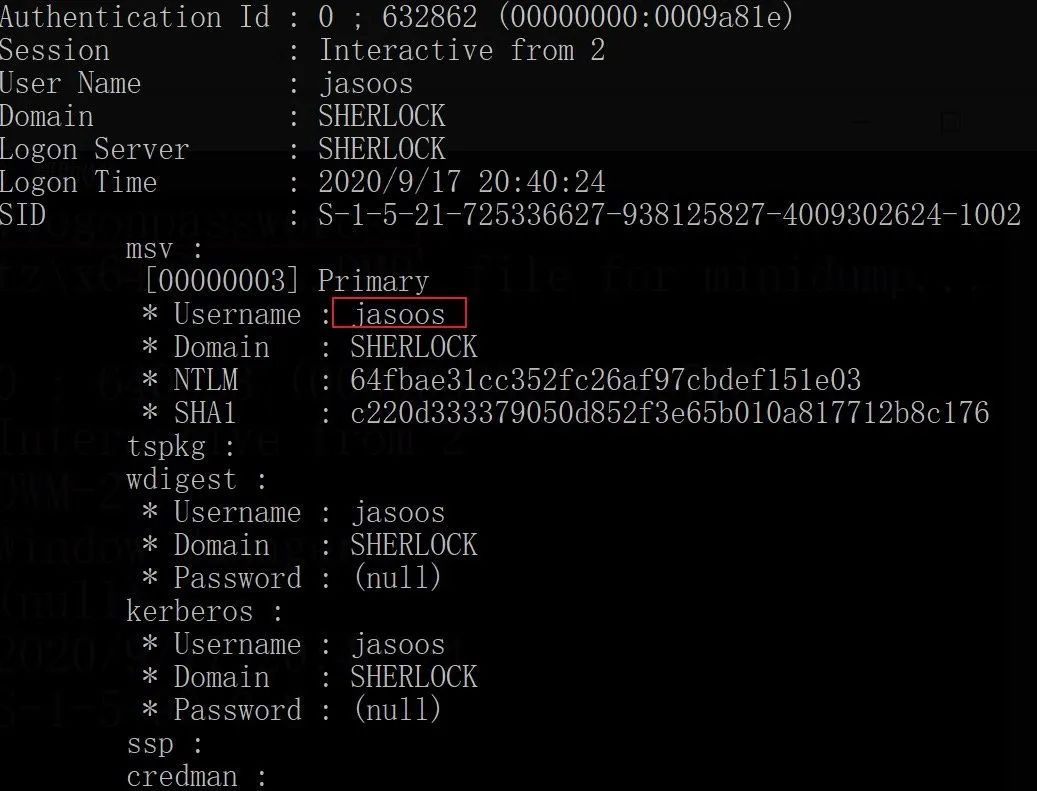 Authentication Id : 0 ; 632862 (00000000:0009a81e)
Session : Interactive from 2
User Name : jasoos
Domain : SHERLOCK
Logon Server : SHERLOCK
Logon Time : 2020/9/17 20:40:24
SID : S-1-5-21-725336627-938125827-4009302624-1002
msv :
[00000003] Primary
* Username : jasoos
* Domain : SHERLOCK
* NTLM : 64fbae31cc352fc26af97cbdef151e03
* SHA1 : c220d333379050d852f3e65b010a817712b8c176
tspkg :
wdigest :
* Username : jasoos
* Domain : SHERLOCK
* Password : (null)
kerberos :
* Username : jasoos
* Domain : SHERLOCK
* Password : (null)
ssp :
credman :